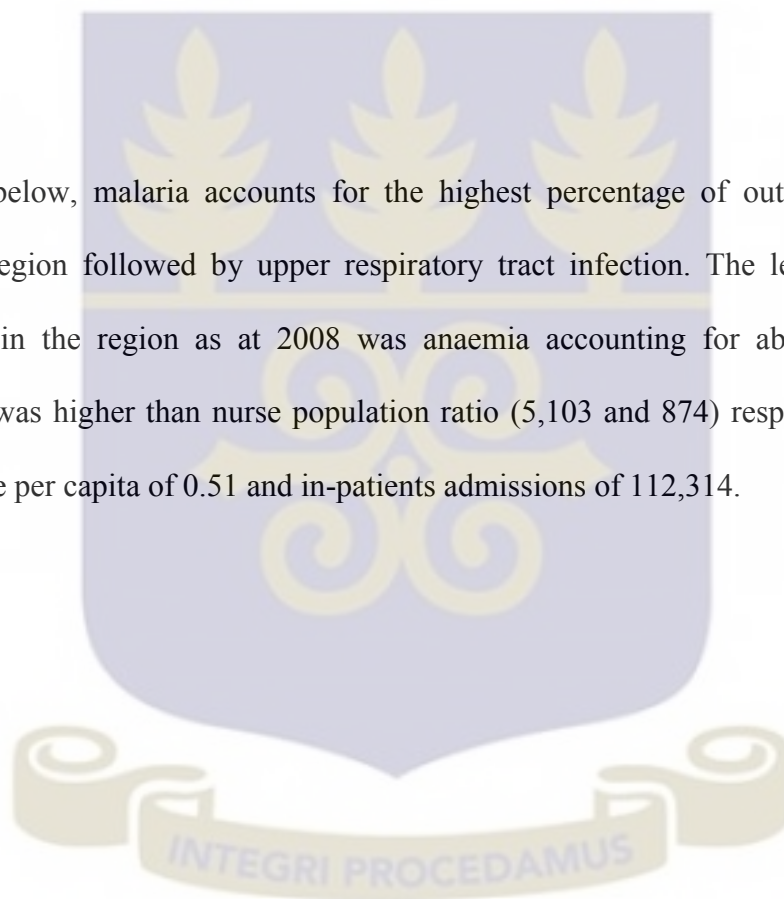 below, malaria accounts for the highest percentage of out
egion followed by upper respiratory tract infection. The le
in the region as at 2008 was anaemia accounting for ab
was higher than nurse population ratio (5,103 and 874) resp
e per capita of 0.51 and in-patients admissions of 112,314.
INTEGRI PROCEDAMUS